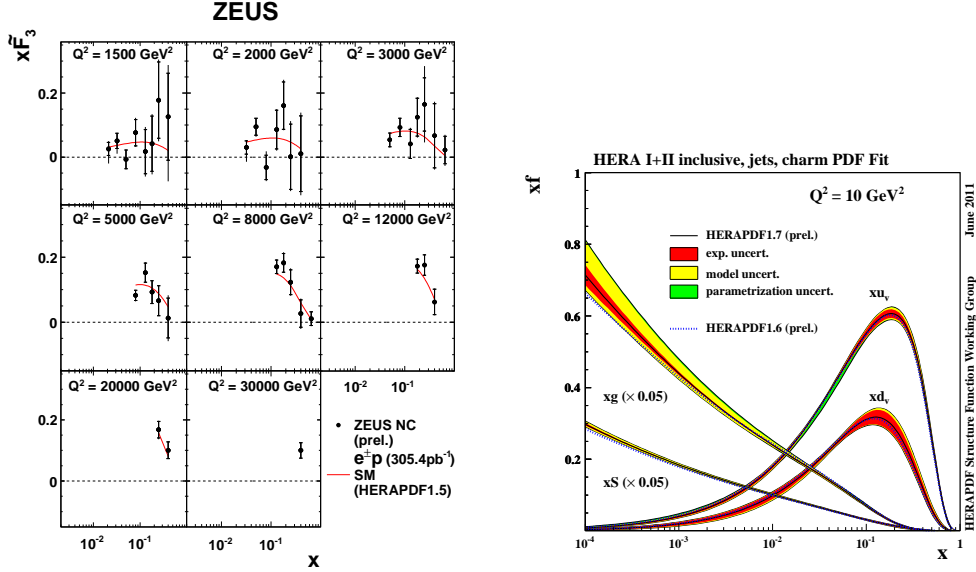 ZEUS
xF̃₃
Q² = 1500 GeV²
Q² = 2000 GeV²
Q² = 3000 GeV²
0.2
0
Q² = 5000 GeV²
Q² = 8000 GeV²
Q² = 12000 GeV²
0.2
0
10⁻²
10⁻¹
Q² = 20000 GeV²
Q² = 30000 GeV²
0.2
0
ZEUS NC
(prel.)
e±p (305.4pb⁻¹)
SM
(HERAPDF1.5)
10⁻²
10⁻¹
10⁻²
10⁻¹
x
HERA I+II inclusive, jets, charm PDF Fit
xf
1
0.8
0.6
0.4
0.2
Q² = 10 GeV²
HERAPDF1.7 (prel.)
exp. uncert.
model uncert.
parametrization uncert.
HERAPDF1.6 (prel.)
xuᵥ
xdᵥ
xg (× 0.05)
xS (× 0.05)
10⁻⁴
10⁻³
10⁻²
10⁻¹
1
x
HERAPDF Structure Function Working Group June 2011